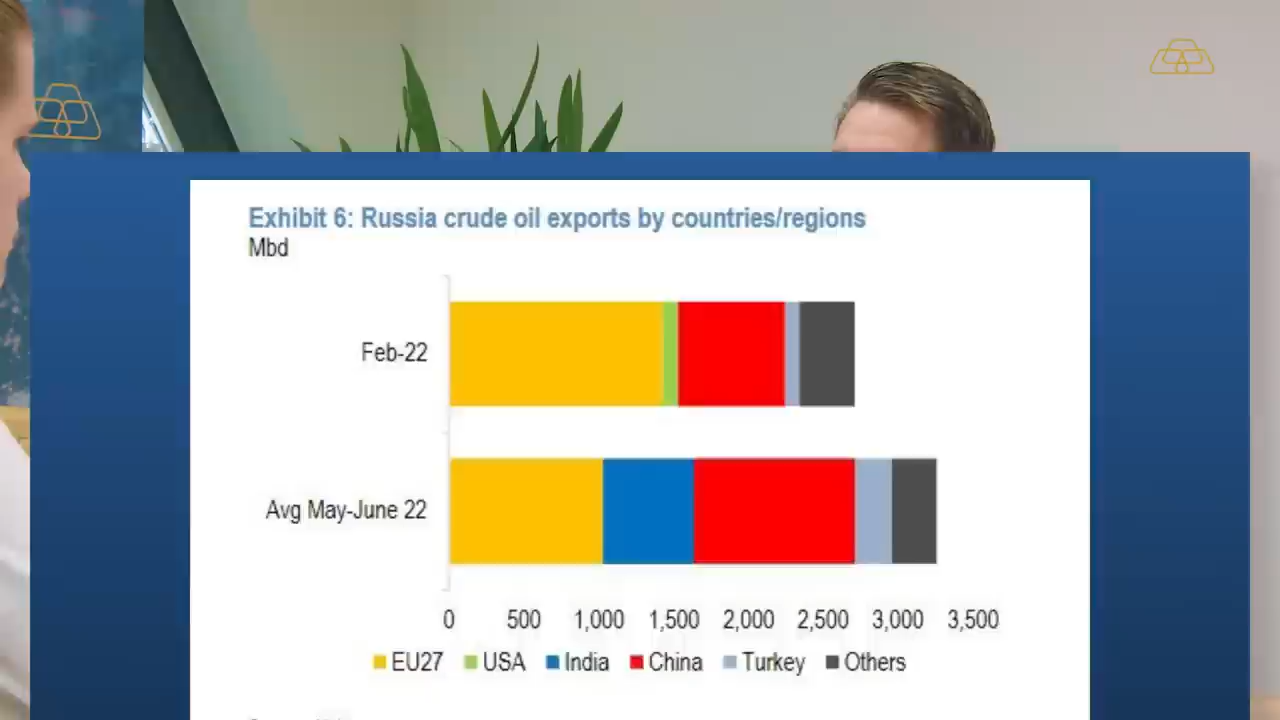 Exhibit 6: Russia crude oil exports by countries/regions
Mbd
Feb-22
Avg May-June 22
0 500 1,000 1,500 2,000 2,500 3,000 3,500
EU27 USA India China Turkey Others